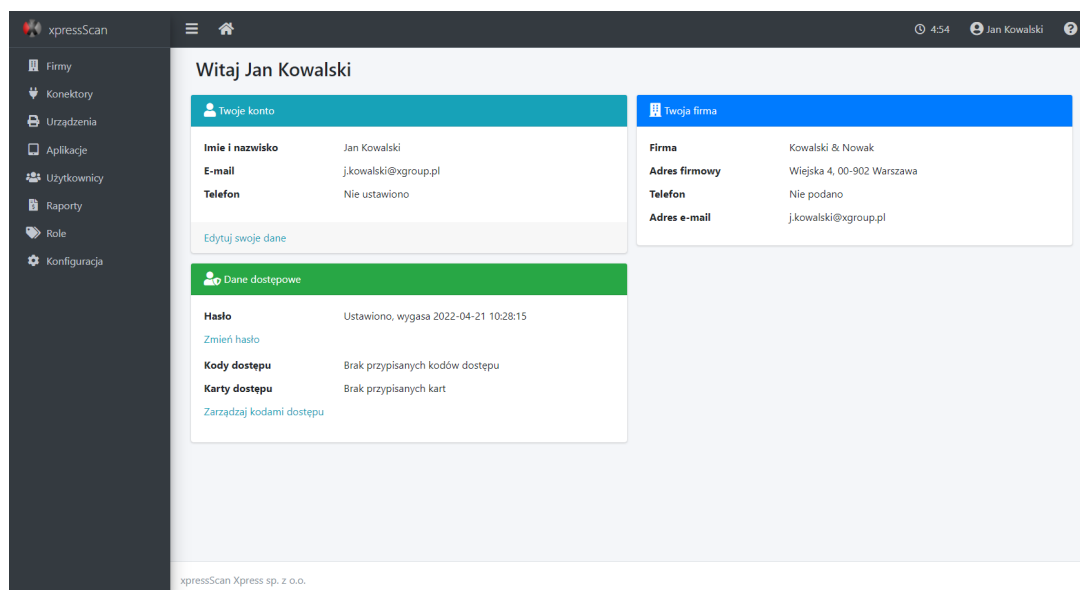 xpressScan
4:54
Jan Kowalski
Firmy
Konektory
Urządzenia
Aplikacje
Użytkownicy
Raporty
Role
Konfiguracja
Witaj Jan Kowalski
Twoje konto
Imie i nazwisko Jan Kowalski
E-mail j.kowalski@xgroup.pl
Telefon Nie ustawiono
Edytuj swoje dane
Twoja firma
Firma Kowalski & Nowak
Adres firmowy Wiejska 4, 00-902 Warszawa
Telefon Nie podano
Adres e-mail j.kowalski@xgroup.pl
Dane dostępowe
Hasło Ustawiono, wygasa 2022-04-21 10:28:15
Zmień hasło
Kody dostępu Brak przypisanych kodów dostępu
Karty dostępu Brak przypisanych kart
Zarządzaj kodami dostępu
xpressScan Xpress sp. z o.o.